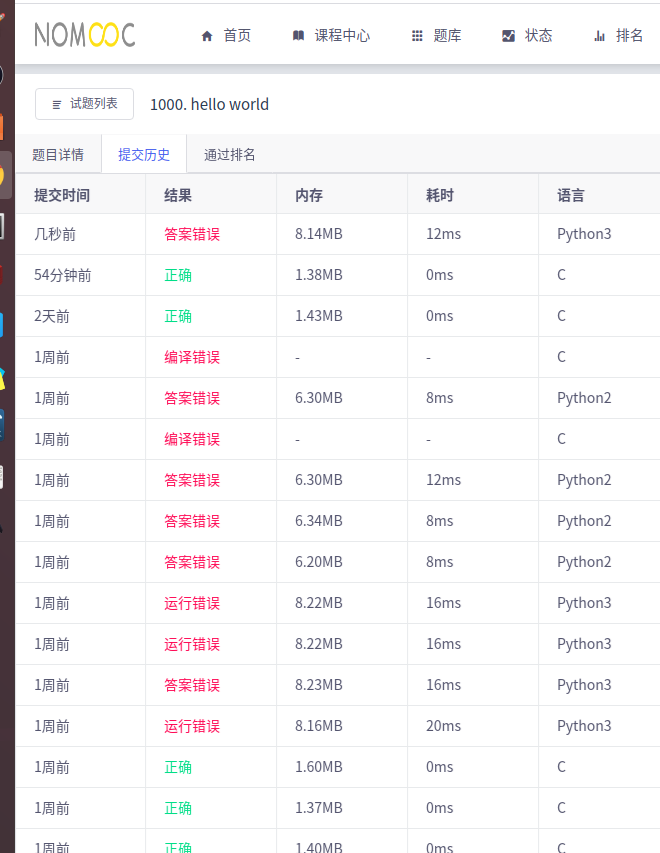 NOMOOC 首页 课程中心 题库 状态 排名
试题列表 1000. hello world
题目详情 提交历史 通过排名
提交时间 结果 内存 耗时 语言
几秒前 答案错误 8.14MB 12ms Python3
54分钟前 正确 1.38MB 0ms C
2天前 正确 1.43MB 0ms C
1周前 编译错误 - - C
1周前 答案错误 6.30MB 8ms Python2
1周前 编译错误 - - C
1周前 答案错误 6.30MB 12ms Python2
1周前 答案错误 6.34MB 8ms Python2
1周前 答案错误 6.20MB 8ms Python2
1周前 运行错误 8.22MB 16ms Python3
1周前 运行错误 8.22MB 16ms Python3
1周前 答案错误 8.23MB 16ms Python3
1周前 运行错误 8.16MB 20ms Python3
1周前 正确 1.60MB 0ms C
1周前 正确 1.37MB 0ms C
1周前 正确 1.40MB 0ms C